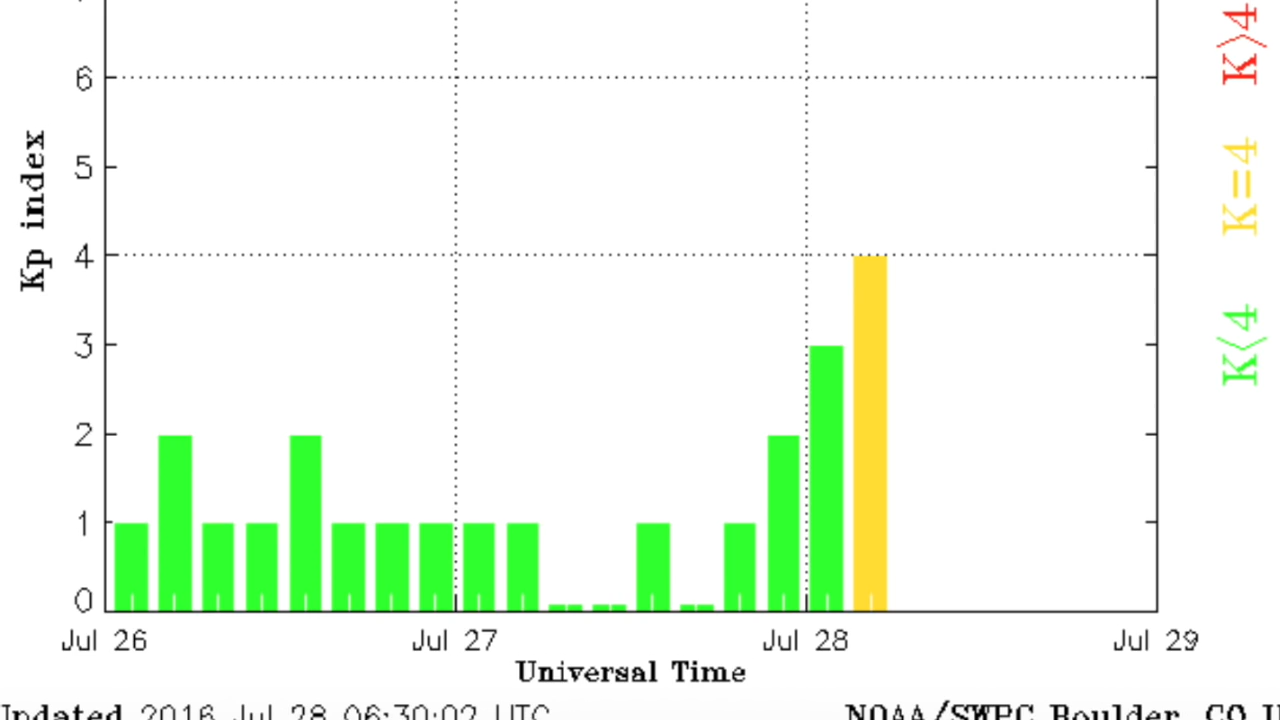 6
5
4
3
2
1
0
Kp index
K>4
K=4
K<4
Jul 26
Jul 27
Jul 28
Jul 29
Universal Time
Updated 2016 Jul 28 06:30:02 UTC
NOAA/SWPC Boulder, CO U